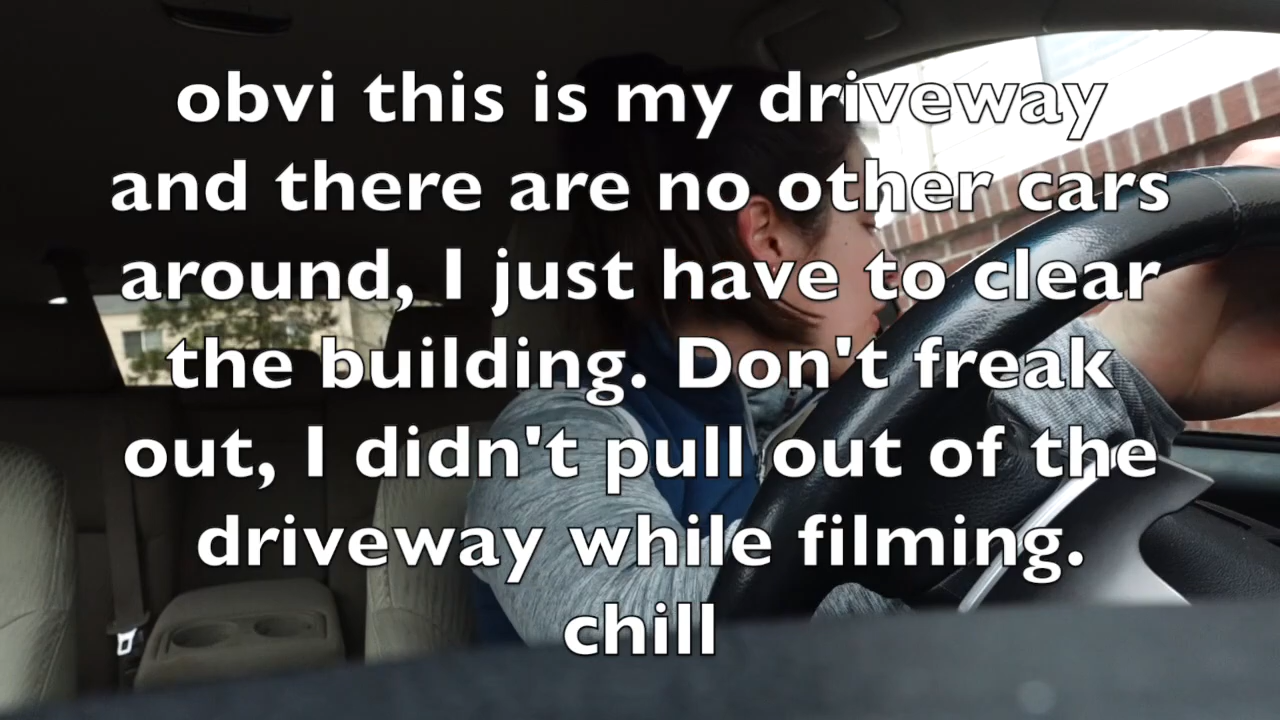 obvi this is my driveway
and there are no other cars
around, I just have to clear
the building. Don't freak
out, I didn't pull out of the
driveway while filming.
chill